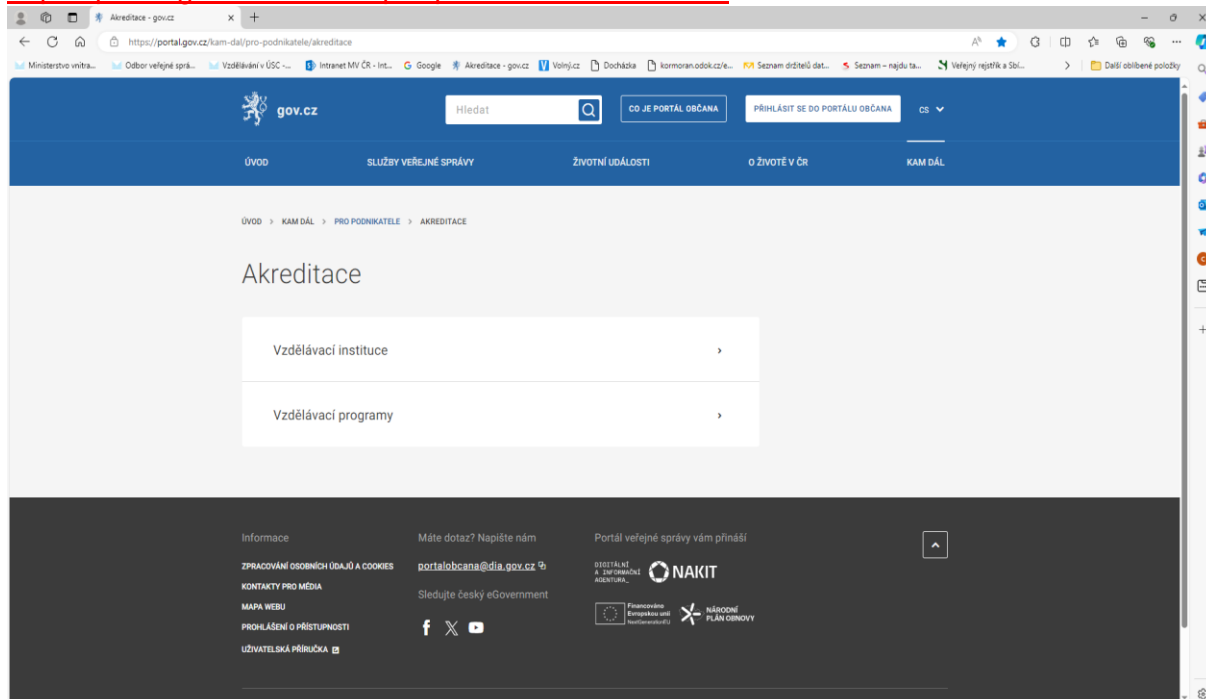 Akreditace - gov.cz
https://portal.gov.cz/kam-dal/pro-podnikatele/akreditace
Ministerstvo vnitra... Odbor veřejné sprá... Vzdělávání v ÚSC -... Intranet MV ČR - Int... Google Akreditace - gov.cz Volný.cz Docházka kormoran.odok.cz/e... Seznam držitelů dat... Seznam – najdu ta... Veřejný rejstřík a Sbí... Další oblíbené položky
gov.cz Hledat CO JE PORTÁL OBČANA PŘIHLÁSIT SE DO PORTÁLU OBČANA cs
ÚVOD SLUŽBY VEŘEJNÉ SPRÁVY ŽIVOTNÍ UDÁLOSTI O ŽIVOTĚ V ČR KAM DÁL
ÚVOD > KAM DÁL > PRO PODNIKATELE > AKREDITACE
Akreditace
Vzdělávací instituce
Vzdělávací programy
Informace
ZPRACOVÁNÍ OSOBNÍCH ÚDAJŮ A COOKIES
KONTAKTY PRO MÉDIA
MAPA WEBU
PROHLÁŠENÍ O PŘÍSTUPNOSTI
UŽIVATELSKÁ PŘÍRUČKA
Máte dotaz? Napište nám
portalobcana@dia.gov.cz
Sledujte český eGovernment
Portál veřejné správy vám přináší
DIGITÁLNÍ
A INFORMAČNÍ
AGENTURA_
NAKIT
Financováno
Evropskou unií
NextGenerationEU
NÁRODNÍ
PLÁN OBNOVY